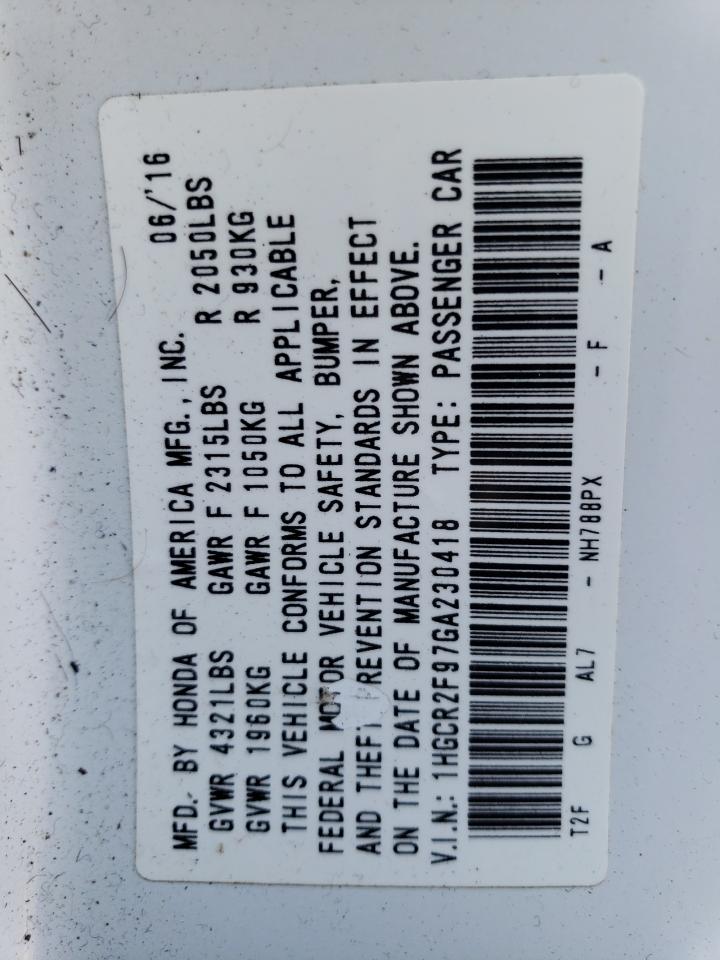 MFD. BY HONDA OF AMERICA MFG., INC. 06/'16
GVWR 4321LBS GAWR F 2315LBS R 2050LBS
GVWR 1960KG GAWR F 1050KG R 930KG
THIS VEHICLE CONFORMS TO ALL APPLICABLE
FEDERAL MOTOR VEHICLE SAFETY, BUMPER,
AND THEFT PREVENTION STANDARDS IN EFFECT
ON THE DATE OF MANUFACTURE SHOWN ABOVE.
V.I.N.: 1HGCR2F97GA230418 TYPE: PASSENGER CAR
T2F G AL7 - NH788PX - F - A